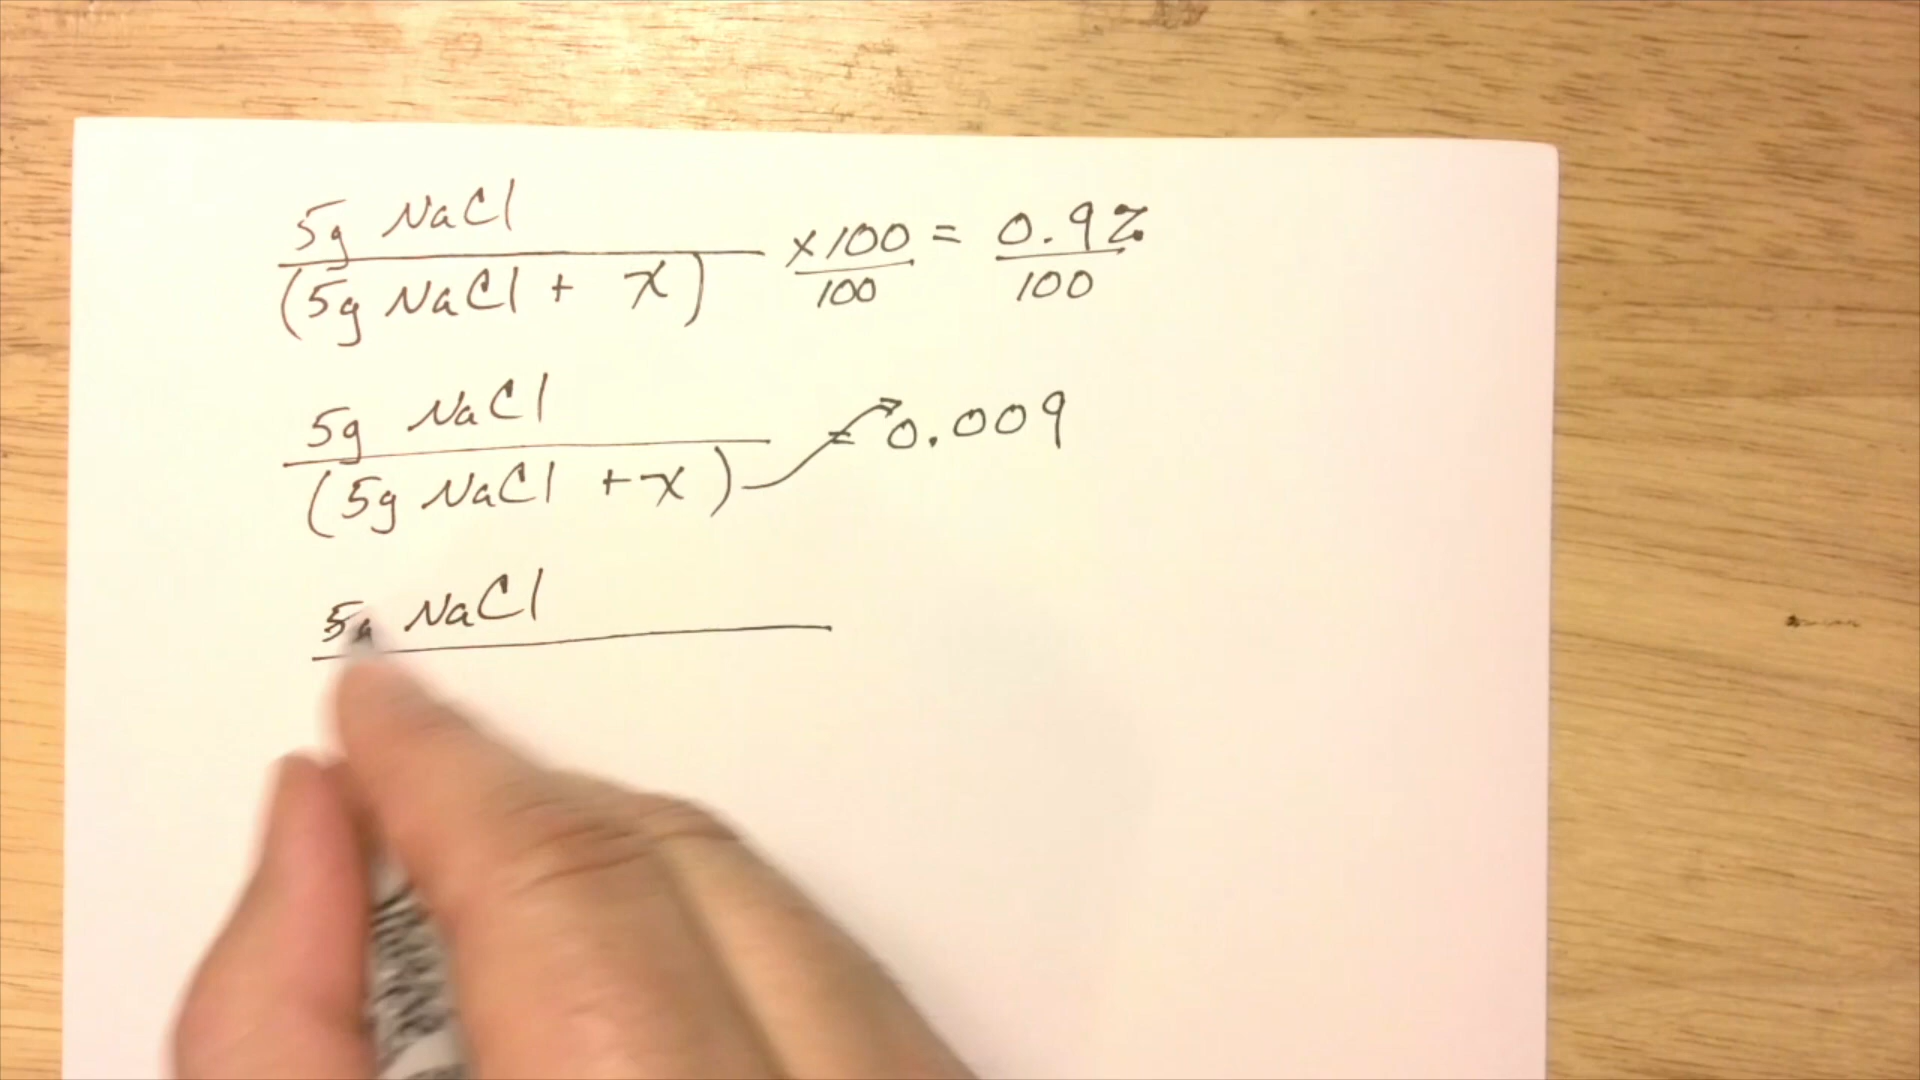 5g NaCl
(5g NaCl + x)
x100
100
=
0.9%
100
5g NaCl
(5g NaCl + x)
= 0.009
5g NaCl